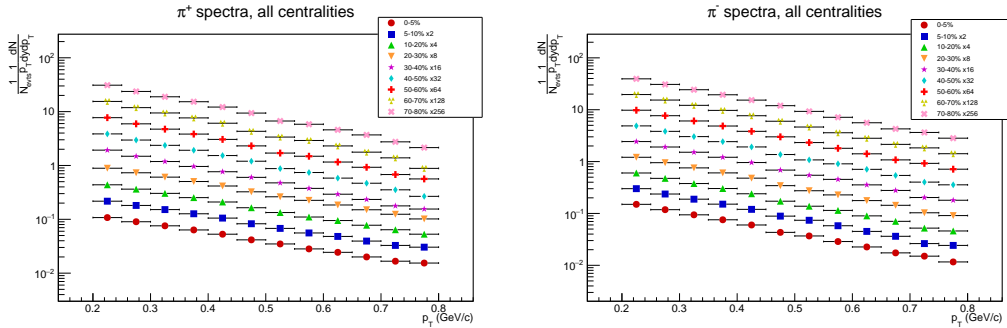 π+ spectra, all centralities
1 1 dN
Nevts pT dydpT
10²
10
1
10⁻¹
10⁻²
0-5%
5-10% x2
10-20% x4
20-30% x8
30-40% x16
40-50% x32
50-60% x64
60-70% x128
70-80% x256
0.2 0.3 0.4 0.5 0.6 0.7 0.8
pT (GeV/c)
π- spectra, all centralities
1 1 dN
Nevts pT dydpT
10²
10
1
10⁻¹
10⁻²
0-5%
5-10% x2
10-20% x4
20-30% x8
30-40% x16
40-50% x32
50-60% x64
60-70% x128
70-80% x256
0.2 0.3 0.4 0.5 0.6 0.7 0.8
pT (GeV/c)